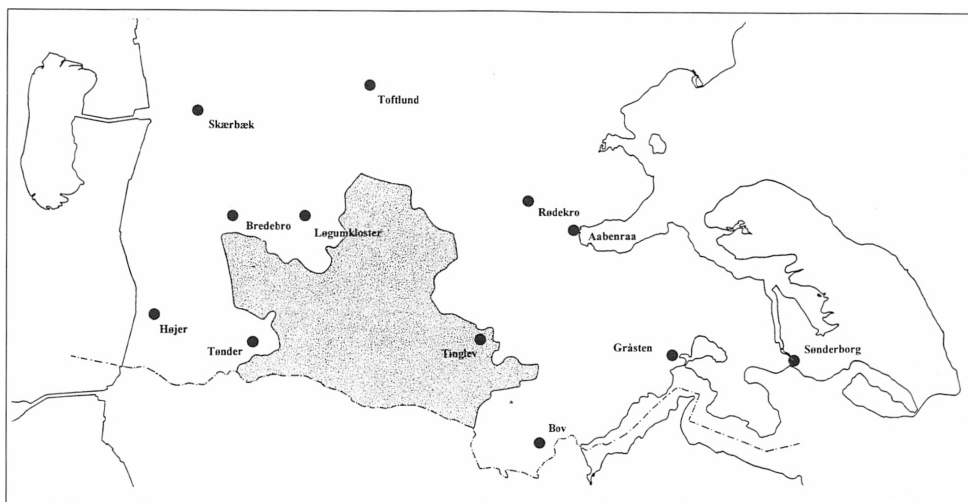 Toftlund
Skærbæk
Rødekro
Bredebro
Løgumkloster
Aabenraa
Højer
Tønder
Tinglev
Gråsten
Sønderborg
Bov